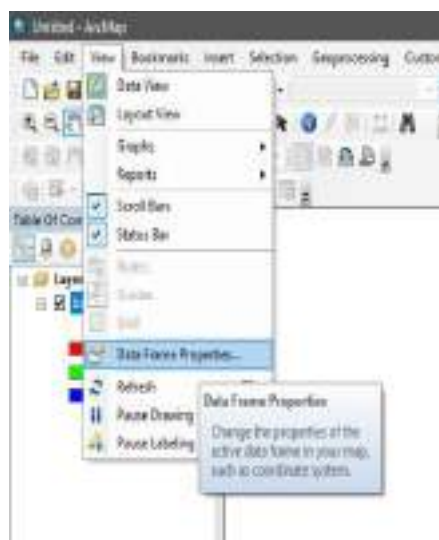 Untitled - ArcMap
File Edit View Bookmarks Insert Selection Geoprocessing
Data View
Layout View
Graphs
Reports
Scroll Bars
Status Bar
Table Of
Data Frame Properties...
Refresh
Pause Drawing
Pause Labeling
Data Frame Properties
Change the properties of the
active data frame in your map,
such as coordinate system.